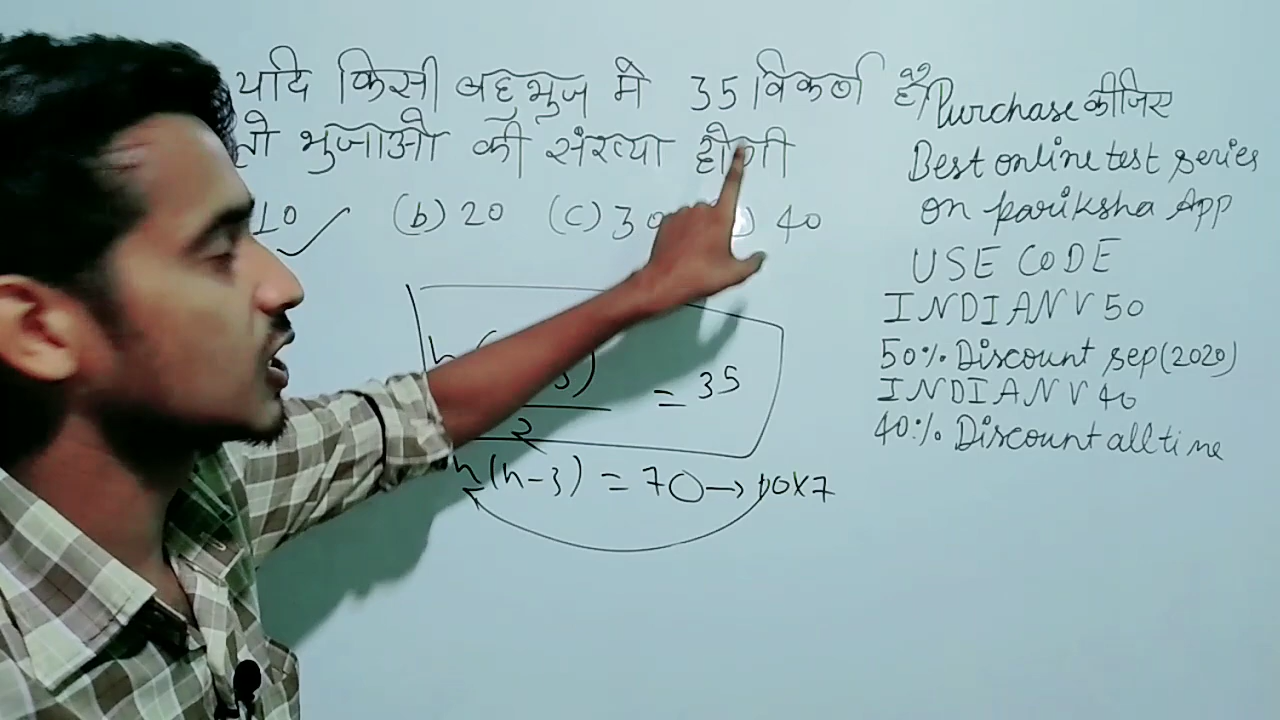 यदि किसी बहुभुज मे 35 विकर्ण हैं
तो भुजाओ की संख्या होगी
10 ✓ (b) 20 (c) 30 40
= 35
2
n(n-3) = 70 → 10×7
Purchase कीजिए
Best online test series
on pariksha App
USE CODE
INDIANV50
50% Discount sep(2020)
INDIANV40
40% Discount all time